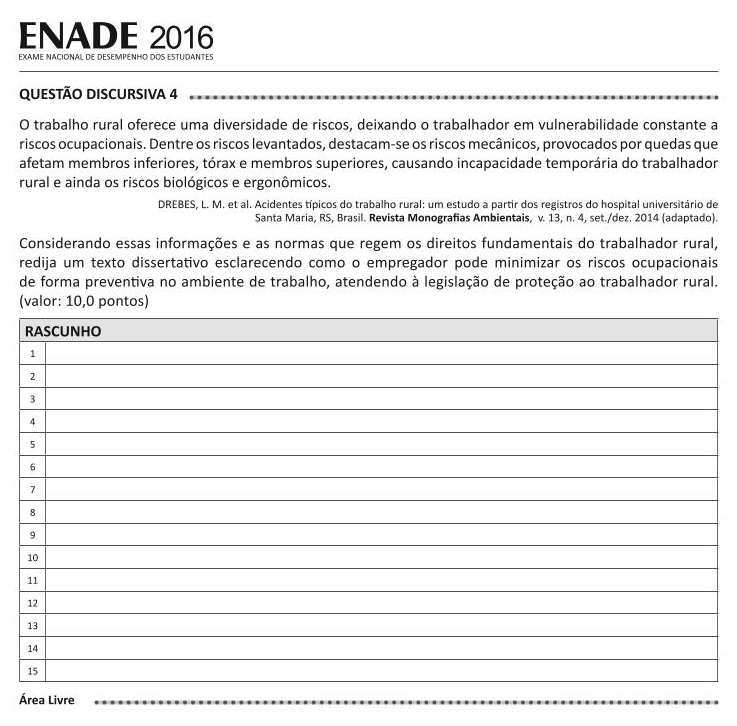 ENADE 2016
EXAME NACIONAL DE DESEMPENHO DOS ESTUDANTES
QUESTÃO DISCURSIVA 4
O trabalho rural oferece uma diversidade de riscos, deixando o trabalhador em vulnerabilidade constante a
riscos ocupacionais. Dentre os riscos levantados, destacam-se os riscos mecânicos, provocados por quedas que
afetam membros inferiores, tórax e membros superiores, causando incapacidade temporária do trabalhador
rural e ainda os riscos biológicos e ergonômicos.
DREBES, L. M. et al. Acidentes típicos do trabalho rural: um estudo a partir dos registros do hospital universitário de
Santa Maria, RS, Brasil. Revista Monografias Ambientais, v. 13, n. 4, set./dez. 2014 (adaptado).
Considerando essas informações e as normas que regem os direitos fundamentais do trabalhador rural,
redija um texto dissertativo esclarecendo como o empregador pode minimizar os riscos ocupacionais
de forma preventiva no ambiente de trabalho, atendendo à legislação de proteção ao trabalhador rural.
(valor: 10,0 pontos)
RASCUNHO
1
2
3
4
5
6
7
8
9
10
11
12
13
14
15
Área Livre